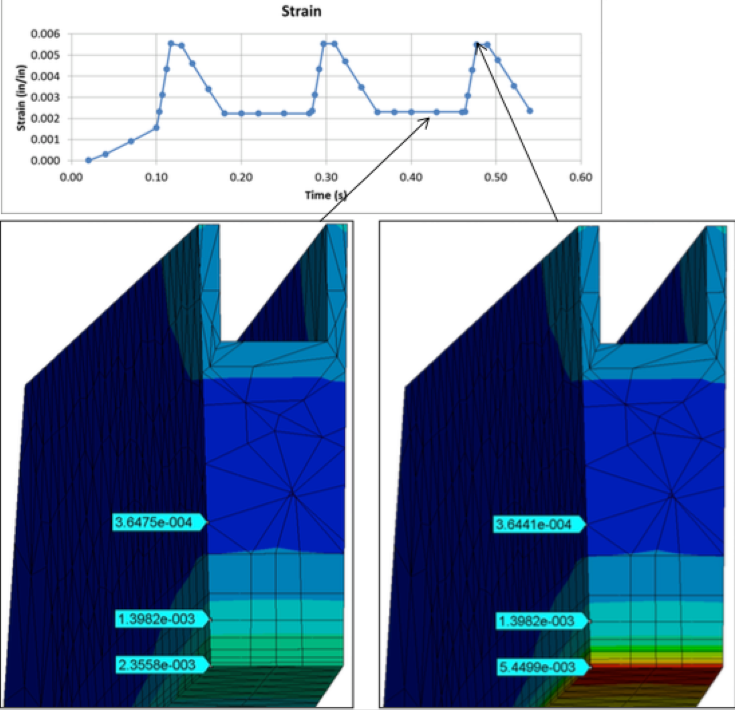 Strain
0.006
0.005
0.004
0.003
0.002
0.001
0.000
Strain (in/in)
0.00 0.10 0.20 0.30 0.40 0.50 0.60
Time (s)
3.6475e-004
1.3982e-003
2.3558e-003
3.6441e-004
1.3982e-003
5.4499e-003